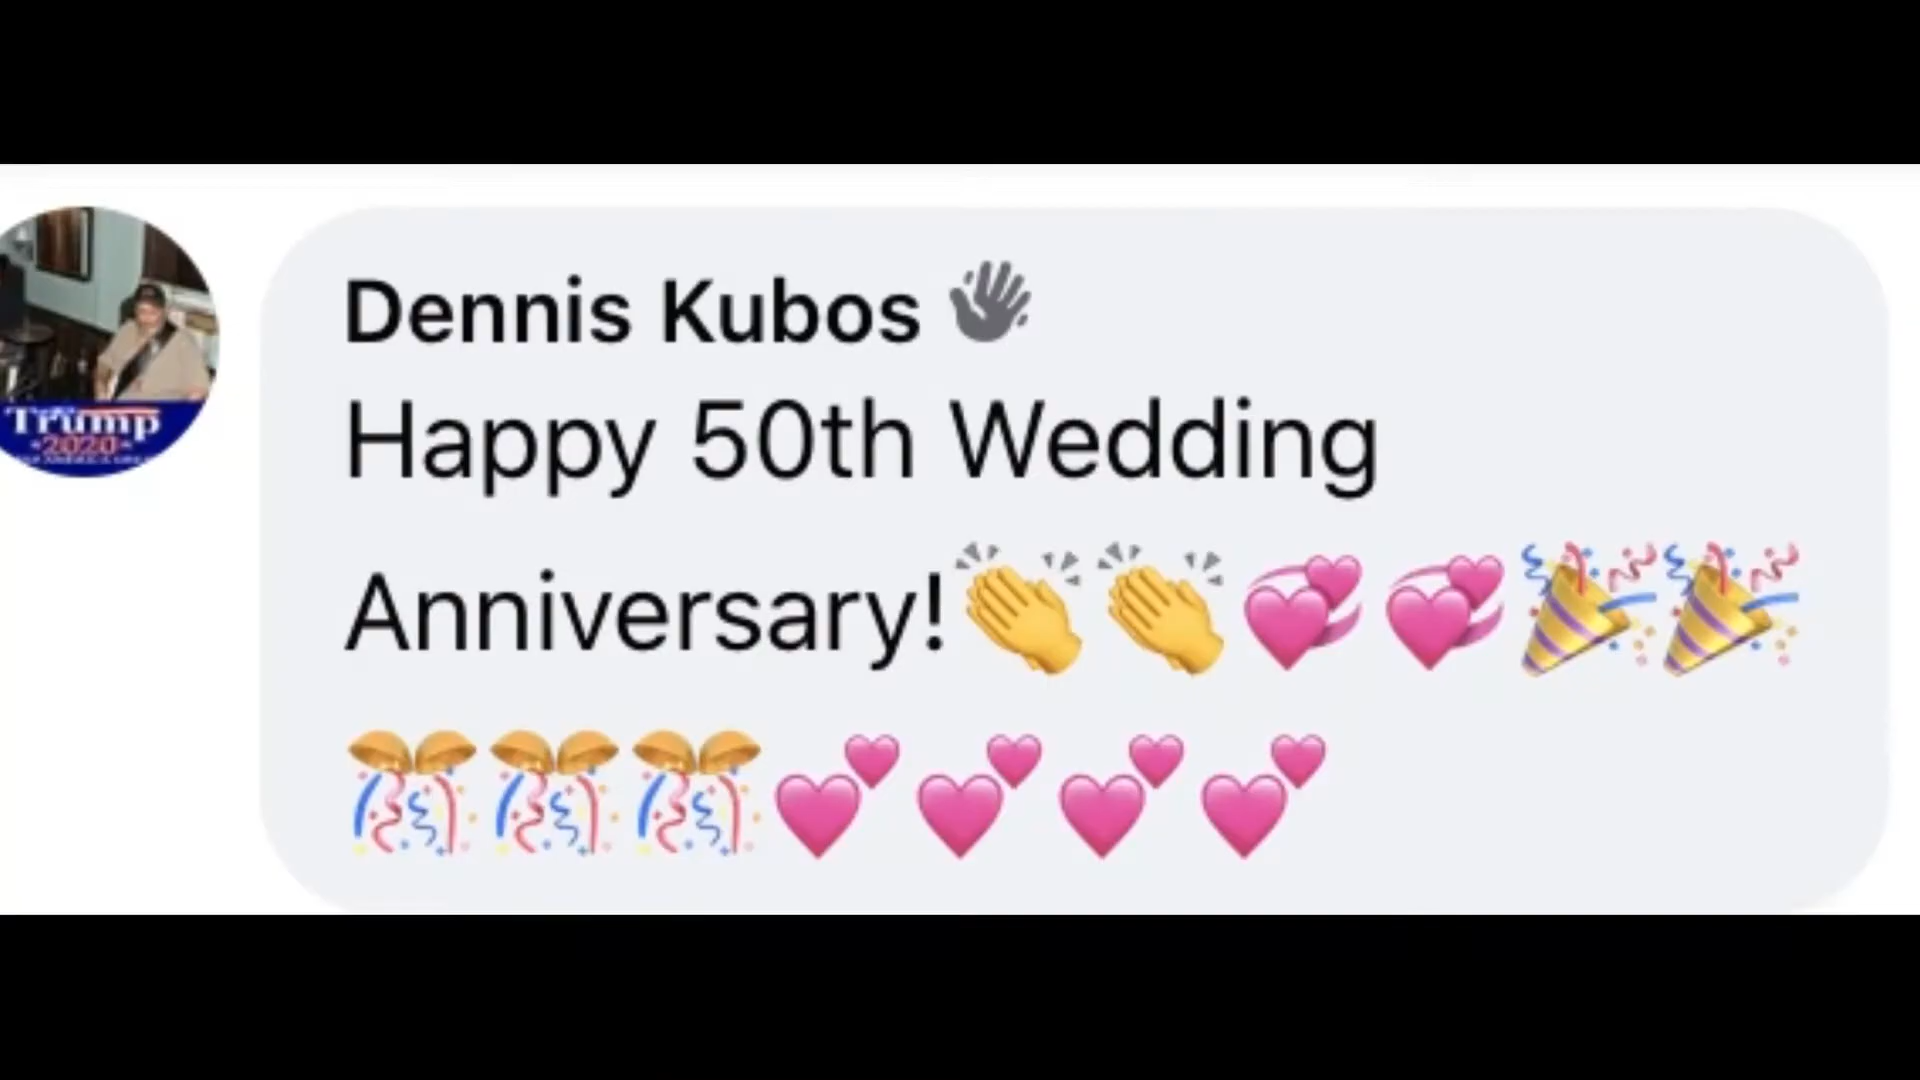 Dennis Kubos
Happy 50th Wedding
Anniversary!👏👏💞💞🎉🎉
🎊🎊🎊💕💕💕💕
Trump
2020